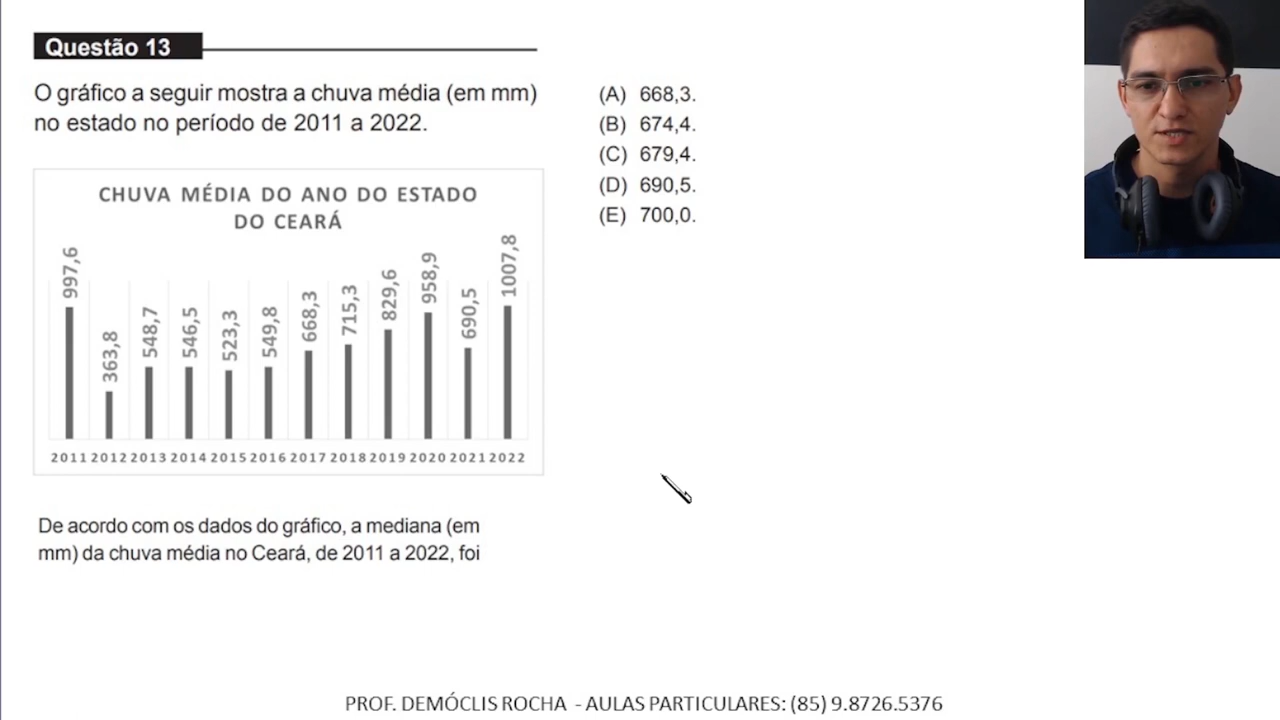 Questão 13
O gráfico a seguir mostra a chuva média (em mm)
no estado no período de 2011 a 2022.
CHUVA MÉDIA DO ANO DO ESTADO
DO CEARÁ
997,6
363,8
548,7
546,5
523,3
549,8
668,3
715,3
829,6
958,9
690,5
1007,8
2011 2012 2013 2014 2015 2016 2017 2018 2019 2020 2021 2022
De acordo com os dados do gráfico, a mediana (em
mm) da chuva média no Ceará, de 2011 a 2022, foi
(A) 668,3.
(B) 674,4.
(C) 679,4.
(D) 690,5.
(E) 700,0.
PROF. DEMÓCLIS ROCHA - AULAS PARTICULARES: (85) 9.8726.5376